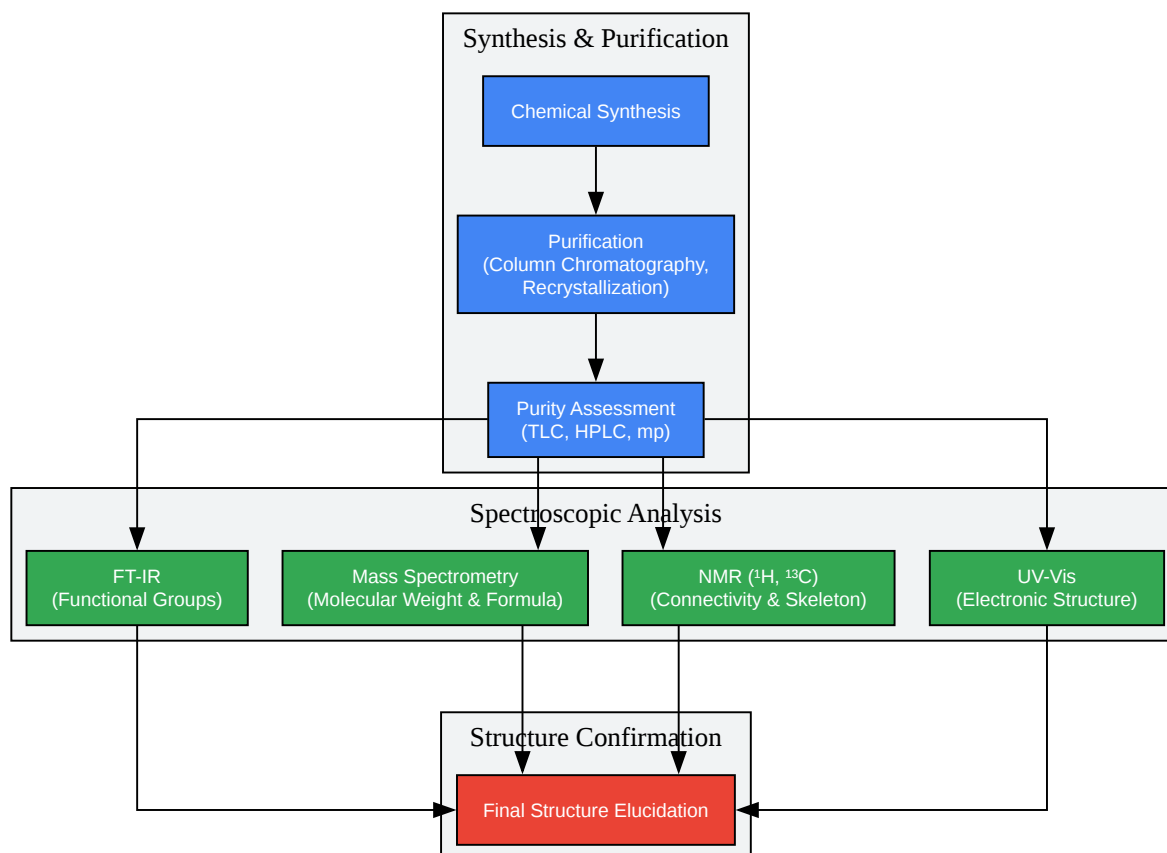 Synthesis & Purification
Chemical Synthesis
Purification
(Column Chromatography,
Recrystallization)
Purity Assessment
(TLC, HPLC, mp)
Spectroscopic Analysis
FT-IR
(Functional Groups)
Mass Spectrometry
(Molecular Weight & Formula)
NMR (¹H, ¹³C)
(Connectivity & Skeleton)
UV-Vis
(Electronic Structure)
Structure Confirmation
Final Structure Elucidation